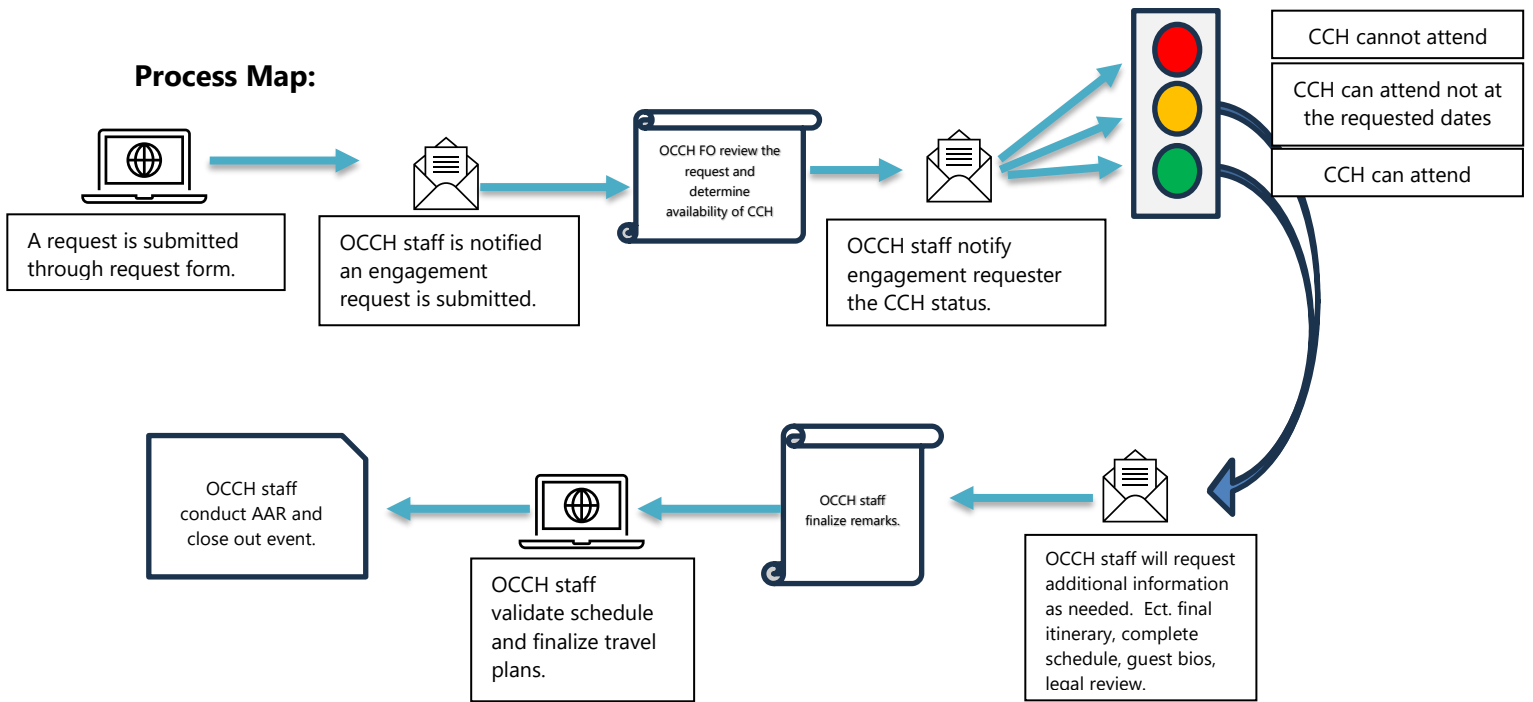 Process Map:
A request is submitted
through request form.
OCCH staff is notified
an engagement
request is submitted.
OCCH FO review the
request and
determine
availability of CCH
OCCH staff notify
engagement requester
the CCH status.
CCH cannot attend
CCH can attend not at
the requested dates
CCH can attend
OCCH staff will request
additional information
as needed.  Ect. final
itinerary, complete
schedule, guest bios,
legal review.
OCCH staff
finalize remarks.
OCCH staff
validate schedule
and finalize travel
plans.
OCCH staff
conduct AAR and
close out event.